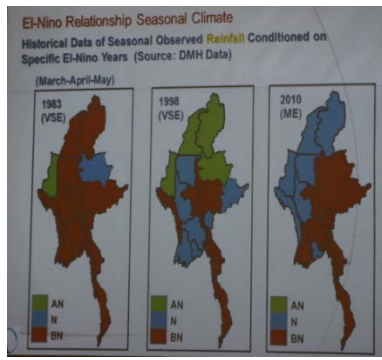 El-Nino Relationship Seasonal Climate
Historical Data of Seasonal Observed Rainfall Conditioned on
Specific El-Nino Years (Source: DMH Data)
(March-April-May)
1983
(VSE)
AN
N
BN
1998
(VSE)
AN
N
BN
2010
(ME)
AN
N
BN